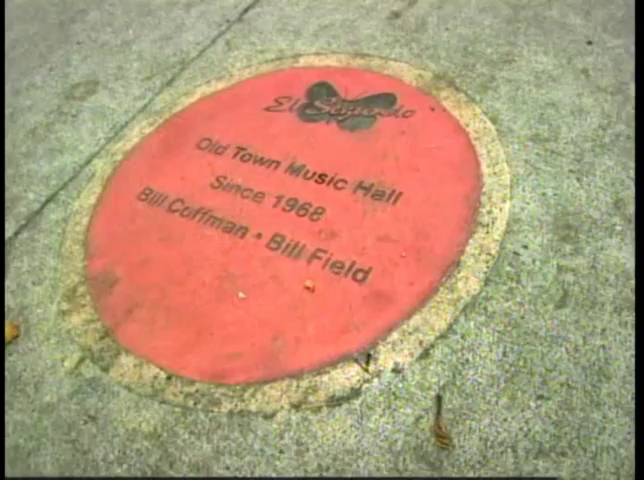 El Segundo
Old Town Music Hall
Since 1968
Bill Coffman • Bill Field